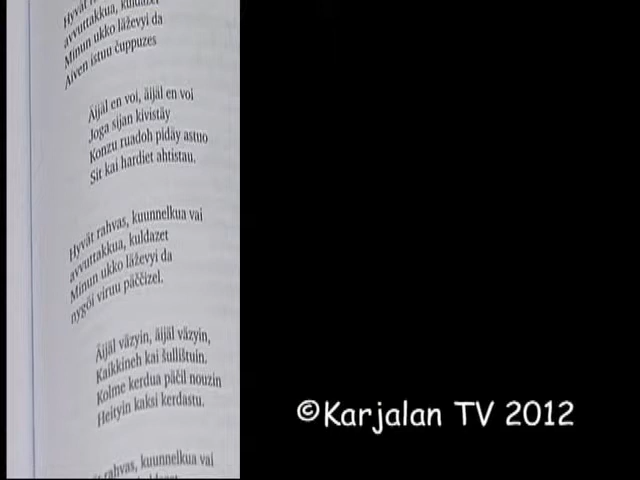 Hyvät
avvuttakkua, kuldazet
Minun ukko läževyi da
Aiven istuu čuppuzes
Äijäl en voi, äijäl en voi
Joga sijan kivistäy
Konzu ruadoh pidäy astuo
Sit kai hardiet ahtistau.
Hyvät rahvas, kuunnelkua vai
avvuttakkua, kuldazet
Minun ukko läževyi da
nygöi viruu päččizel.
Äijäl väzyin, äijäl väzyin,
Kaikkineh kai šullištuin.
Kolme kerdua päčil nouzin
Heityin kaksi kerdastu.
rahvas, kuunnelkua vai
©Karjalan TV 2012